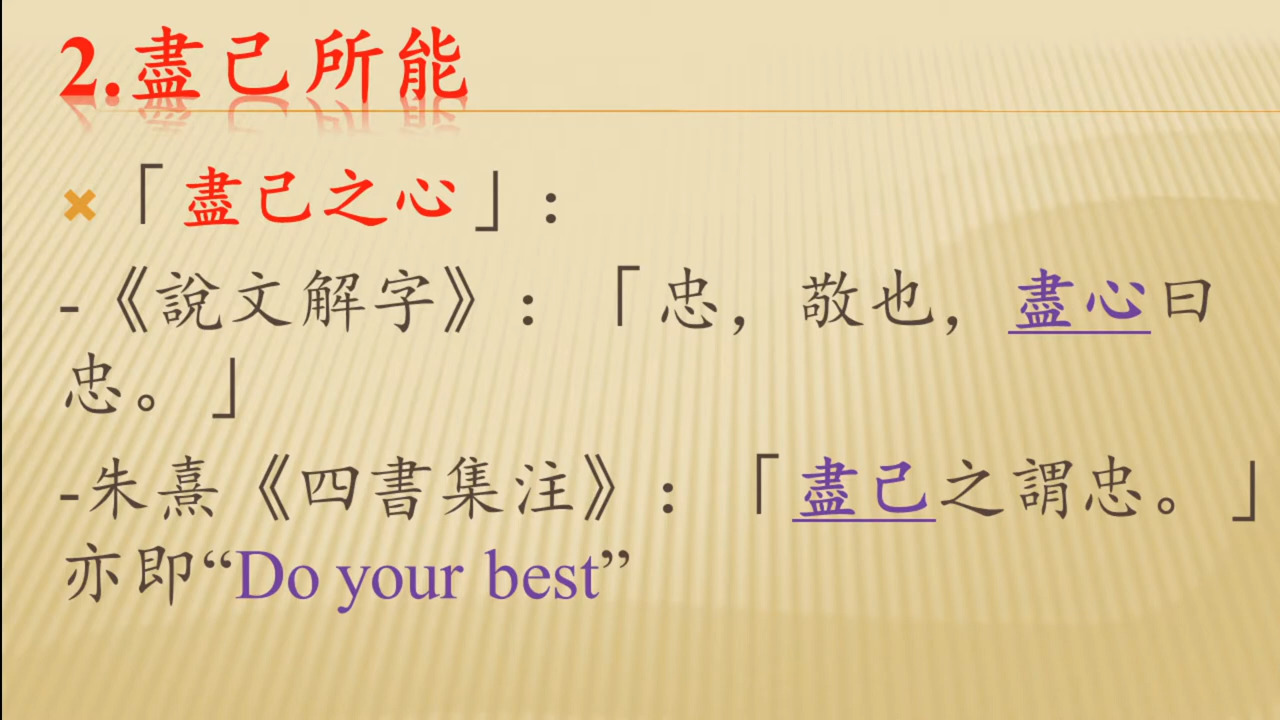 2.盡己所能
「盡己之心」:
-《說文解字》:「忠,敬也,盡心曰
忠。」
-朱熹《四書集注》:「盡己之謂忠。」
亦即“Do your best”